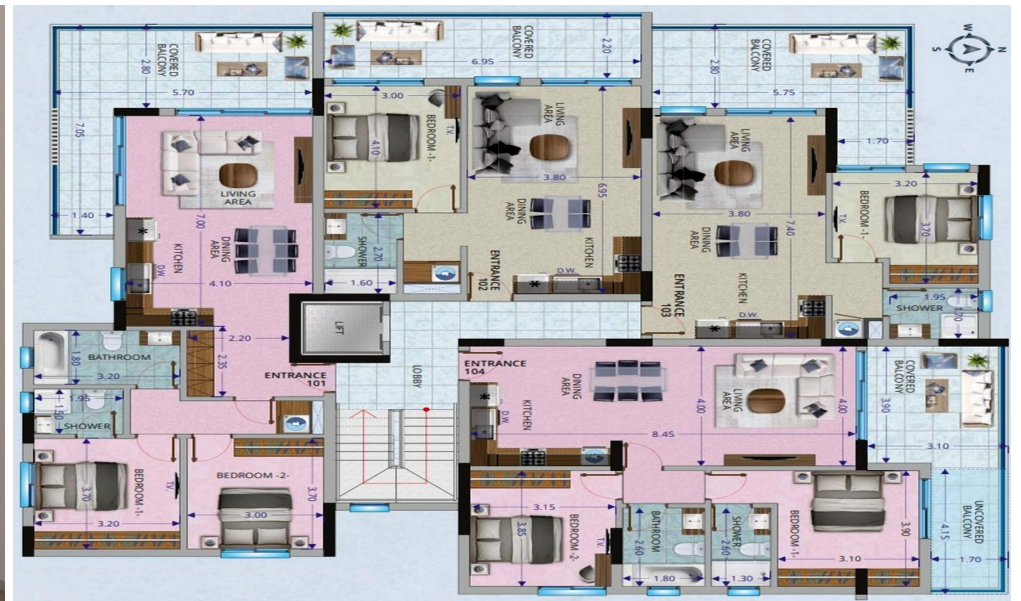 W
N
S
E
COVERED
BALCONY
2.80
5.70
7.05
1.40
2.20
6.95
COVERED
BALCONY
2.80
5.75
1.70
3.00
BEDROOM -1-
T.V.
4.10
LIVING
AREA
3.80
6.95
DINING
AREA
KITCHEN
D.W.
ENTRANCE
102
SHOWER
2.70
1.60
LIVING
AREA
3.80
7.40
DINING
AREA
KITCHEN
D.W.
ENTRANCE
103
3.20
T.V.
BEDROOM -1-
3.70
1.95
SHOWER
1.70
LIVING
AREA
7.00
DINING
AREA
KITCHEN
D.W.
4.10
2.20
2.35
ENTRANCE
101
LIFT
LOBBY
BATHROOM
1.80
3.20
1.95
1.50
SHOWER
BEDROOM -1-
T.V.
3.70
3.20
BEDROOM -2-
3.70
3.00
ENTRANCE
104
DINING
AREA
KITCHEN
D.W.
LIVING
AREA
4.00
4.00
8.45
COVERED
BALCONY
3.90
3.10
UNCOVERED
BALCONY
4.15
1.70
3.15
BEDROOM -2-
3.85
T.V.
BATHROOM
2.60
1.80
SHOWER
2.60
1.30
BEDROOM -1-
3.90
3.10